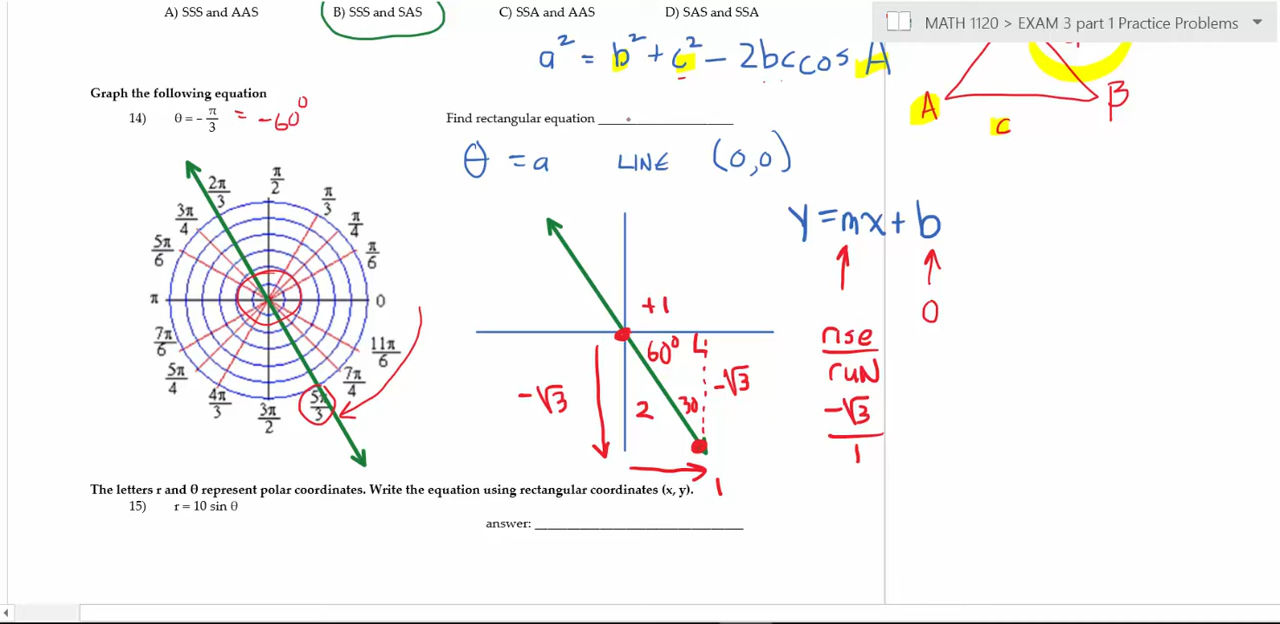 A) SSS and AAS B) SSS and SAS C) SSA and AAS D) SAS and SSA
MATH 1120 > EXAM 3 part 1 Practice Problems
a² = b² + c² − 2bc cos A
A c B
Graph the following equation
14) θ = - π/3 = -60°
Find rectangular equation ____________
θ = a LINE (0,0)
y = mx + b
0
rise
run
-√3
1
π/2
2π/3 π/3
3π/4 π/4
5π/6 π/6
π 0
7π/6 11π/6
5π/4 7π/4
4π/3 5π/3
3π/2
+1
60°
-√3 2 30 -√3
1
The letters r and θ represent polar coordinates. Write the equation using rectangular coordinates (x, y).
15) r = 10 sin θ
answer: ____________